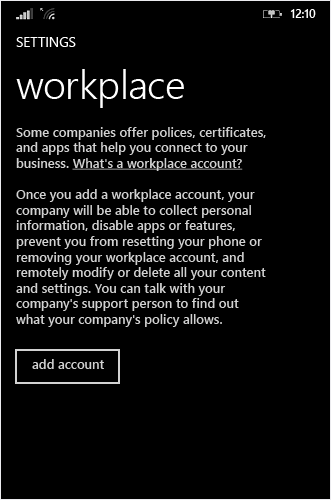 12:10
SETTINGS
workplace
Some companies offer polices, certificates,
and apps that help you connect to your
business. What's a workplace account?
Once you add a workplace account, your
company will be able to collect personal
information, disable apps or features,
prevent you from resetting your phone or
removing your workplace account, and
remotely modify or delete all your content
and settings. You can talk with your
company's support person to find out
what your company's policy allows.
add account